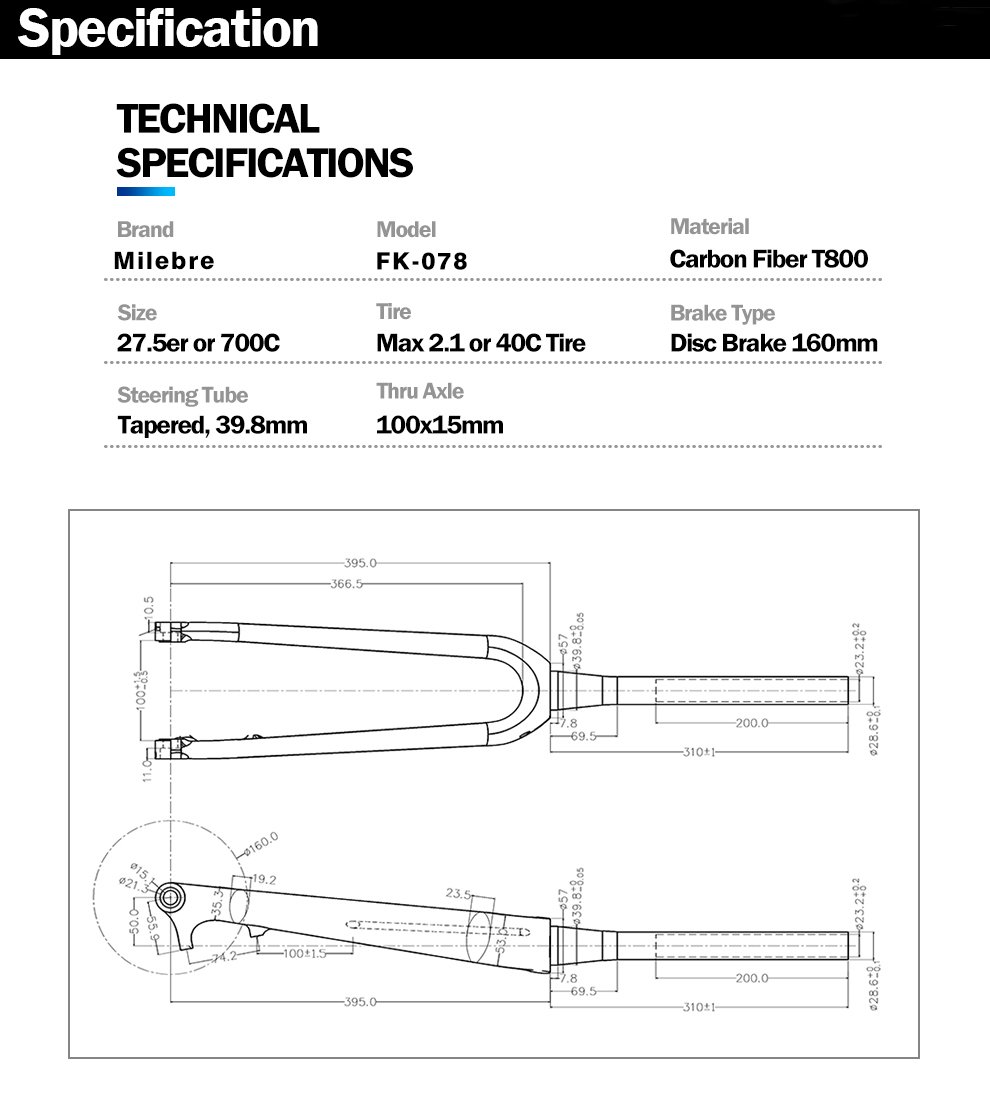 Specification
TECHNICAL
SPECIFICATIONS
Brand
Model
Material
Milebre
FK-078
Carbon Fiber T800
Size
Tire
Brake Type
27.5er or 700C
Max 2.1 or 40C Tire
Disc Brake 160mm
Steering Tube
Thru Axle
Tapered, 39.8mm
100x15mm
395.0
366.5
10.5
ø57
ø39.8±0 0.05
ø23.2±0.2 0
100±1.5 0.5
7.8
200.0
69.5
ø28.6±0 0.1
310±1
11.0
ø160.0
ø15.1
ø21.3
19.2
35.3
23.5
ø57
ø39.8±0 0.05
ø23.2±0.2 0
50.0
55.9
53.
74.2
100±1.5
7.8
200.0
69.5
ø28.6±0 0.1
395.0
310±1